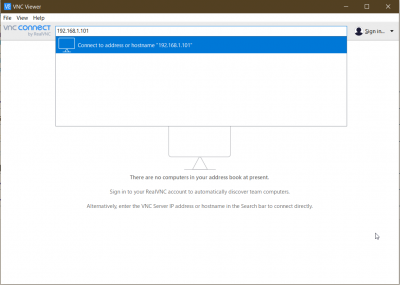 VNC Viewer
File View Help
vnc connect
by RealVNC
192.168.1.101
Sign in...
Connect to address or hostname "192.168.1.101"
There are no computers in your address book at present.
Sign in to your RealVNC account to automatically discover team computers.
Alternatively, enter the VNC Server IP address or hostname in the Search bar to connect directly.